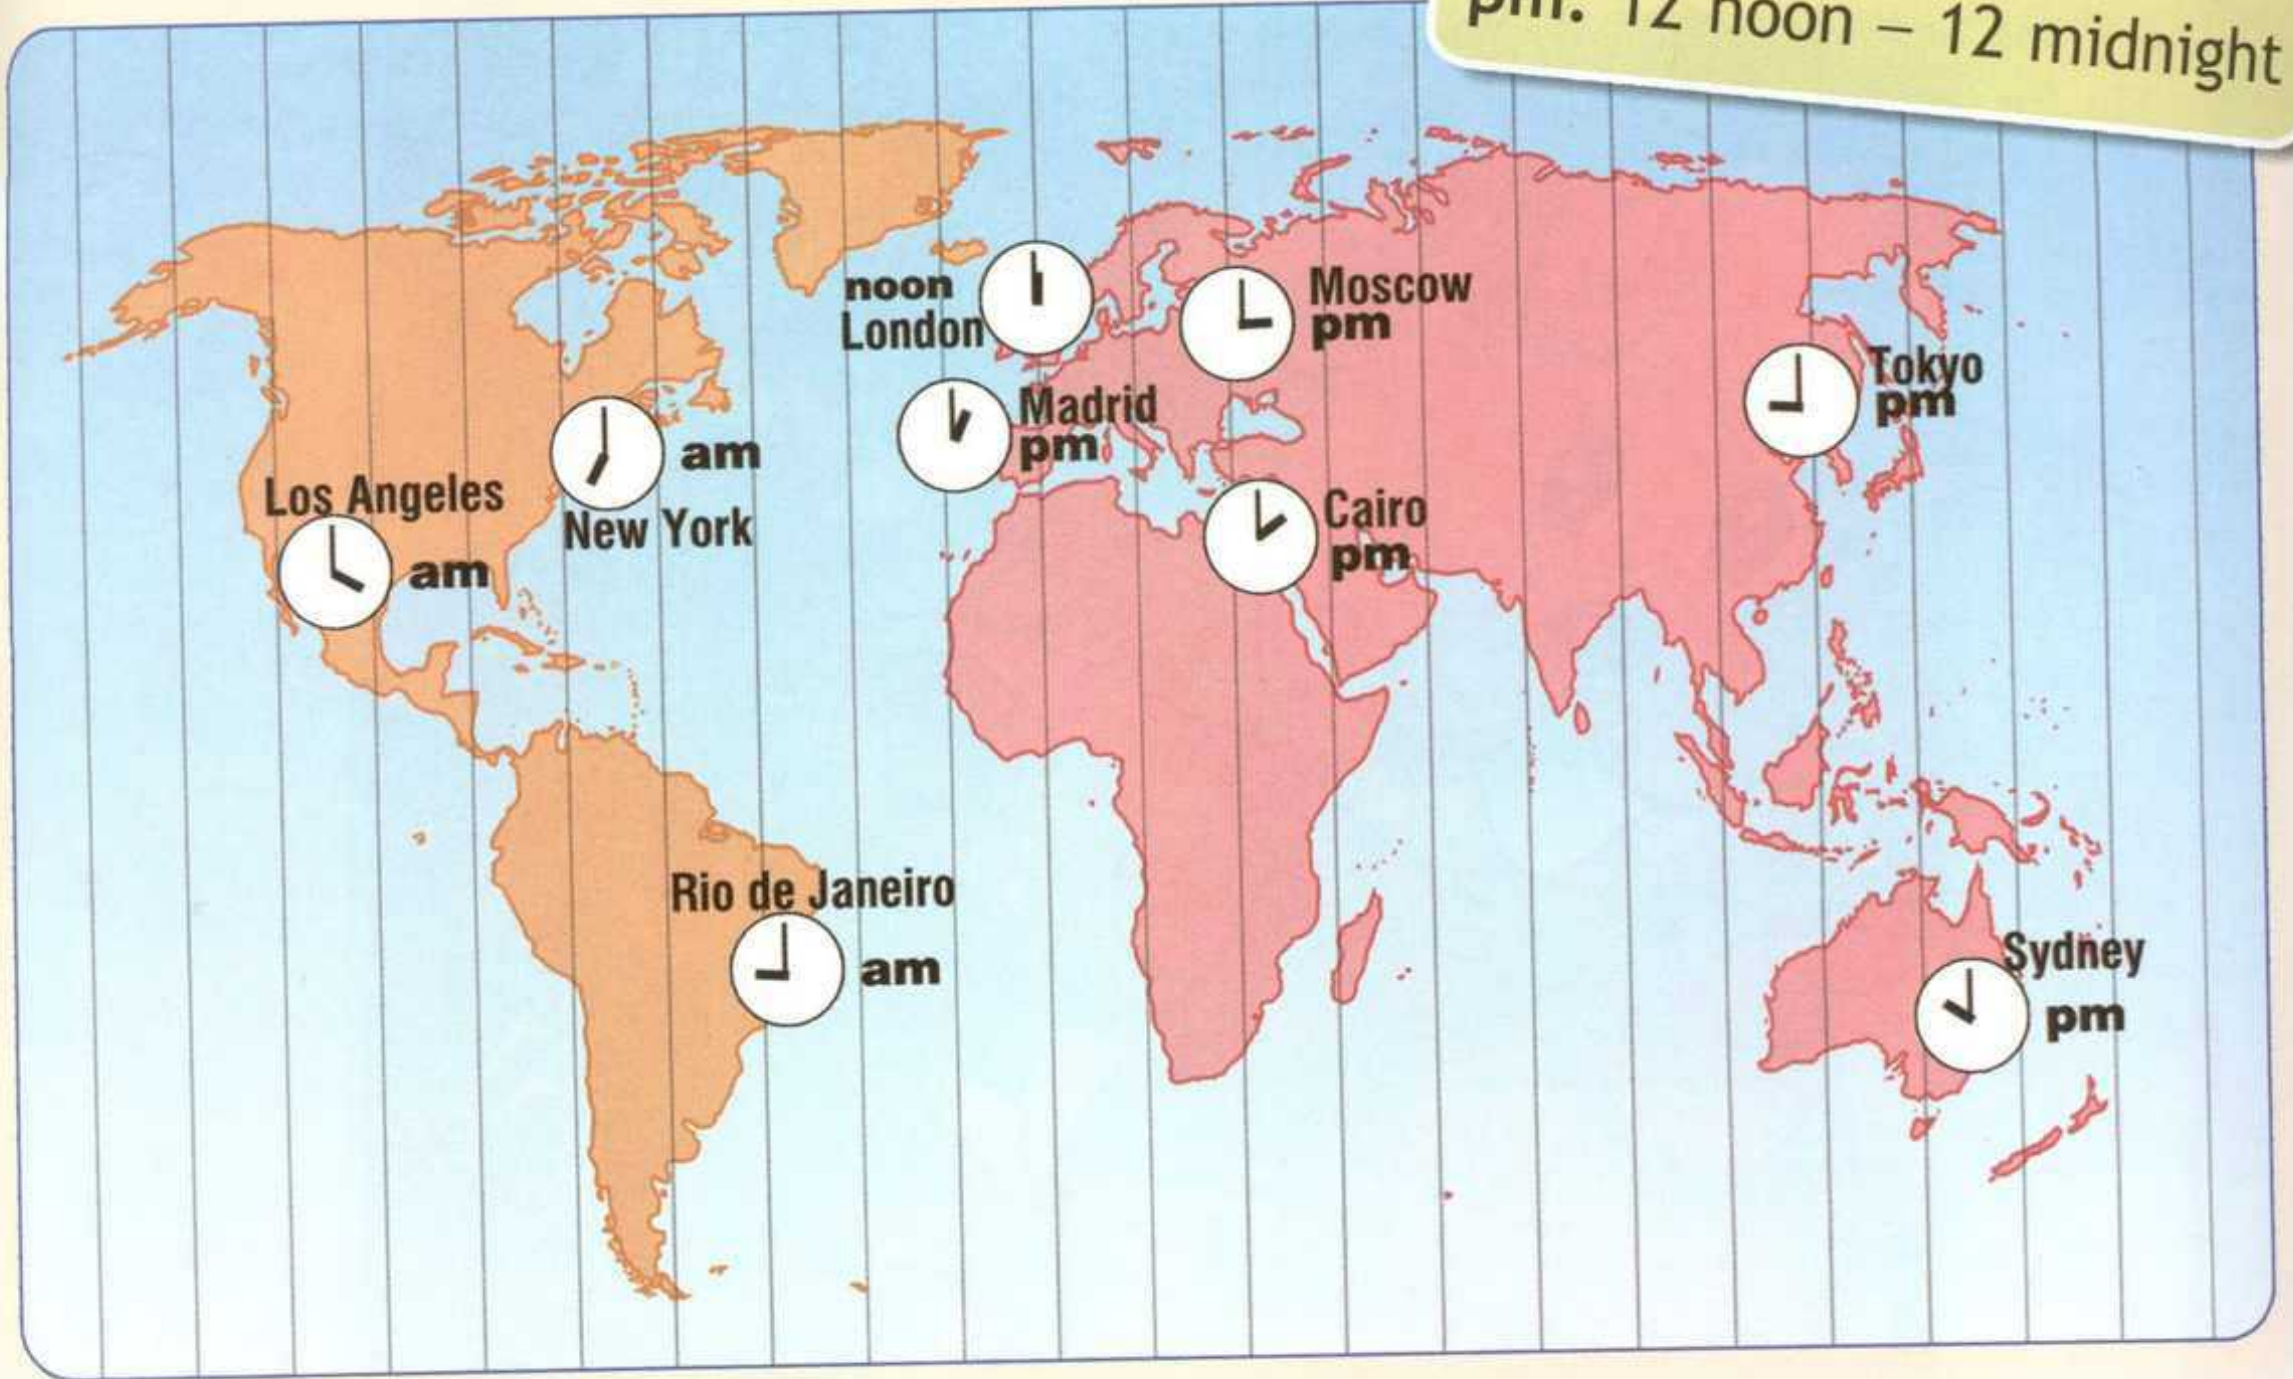 pm: 12 noon – 12 midnight
noon
London
Moscow
pm
Madrid
pm
Tokyo
pm
am
New York
Los Angeles
am
Cairo
pm
Rio de Janeiro
am
Sydney
pm